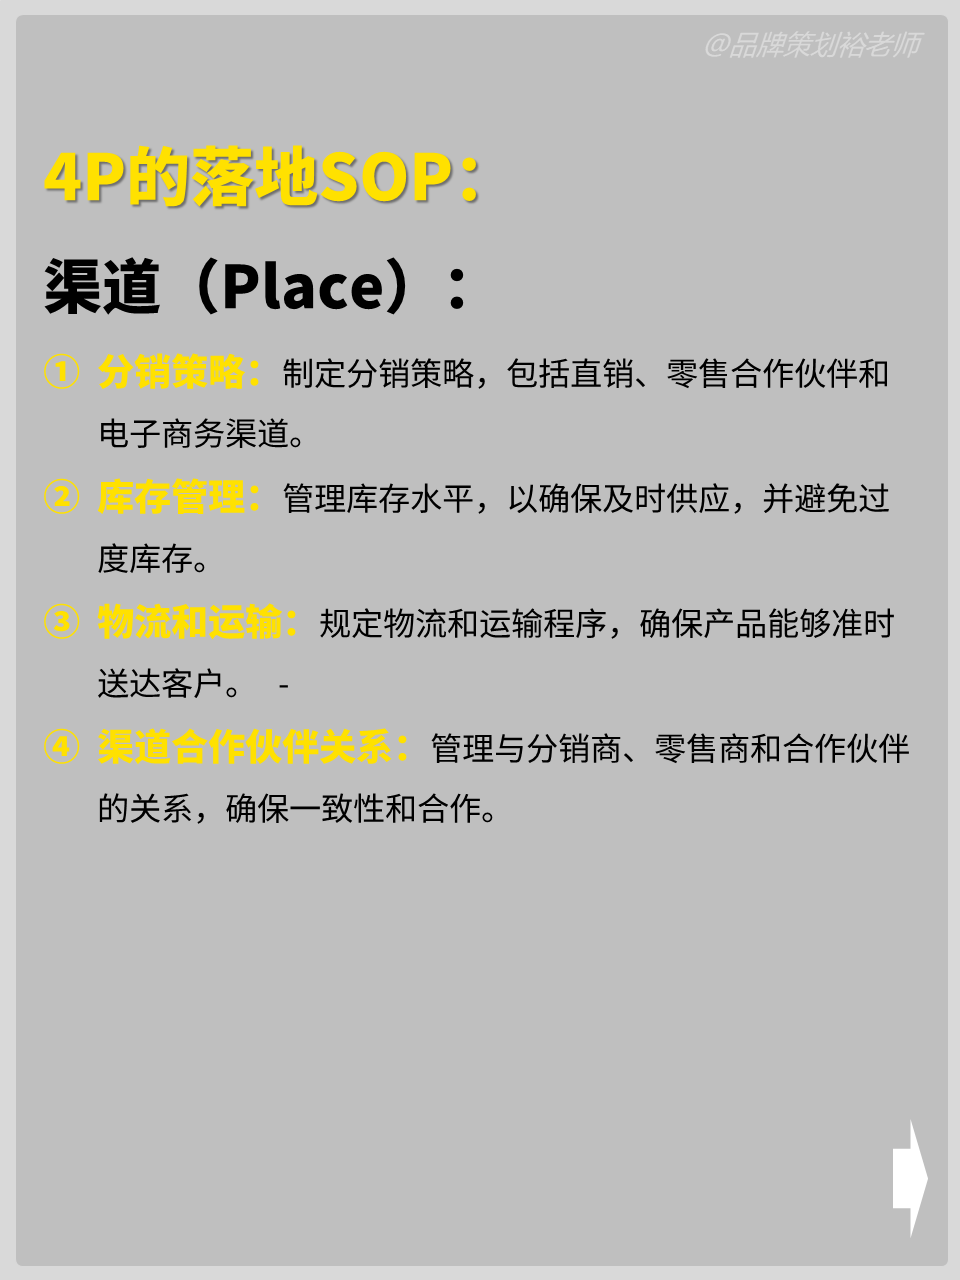 @品牌策划裕老师
4P的落地SOP：
渠道（Place）：
① 分销策略：制定分销策略，包括直销、零售合作伙伴和
电子商务渠道。
② 库存管理：管理库存水平，以确保及时供应，并避免过
度库存。
③ 物流和运输：规定物流和运输程序，确保产品能够准时
送达客户。 -
④ 渠道合作伙伴关系：管理与分销商、零售商和合作伙伴
的关系，确保一致性和合作。